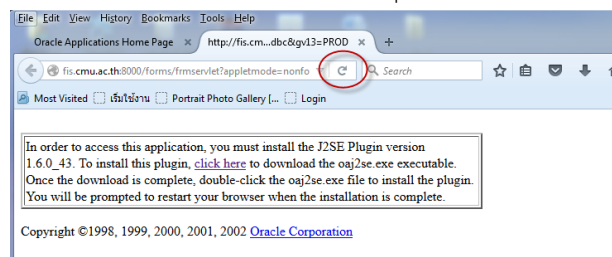 File Edit View History Bookmarks Tools Help
Oracle Applications Home Page × http://fis.cm...dbc&gv13=PROD × +
fis.cmu.ac.th:8000/forms/frmservlet?appletmode=nonfo Search
Most Visited เริ่มใช้งาน Portrait Photo Gallery [... Login
In order to access this application, you must install the J2SE Plugin version
1.6.0_43. To install this plugin, click here to download the oaj2se.exe executable.
Once the download is complete, double-click the oaj2se.exe file to install the plugin.
You will be prompted to restart your browser when the installation is complete.
Copyright ©1998, 1999, 2000, 2001, 2002 Oracle Corporation